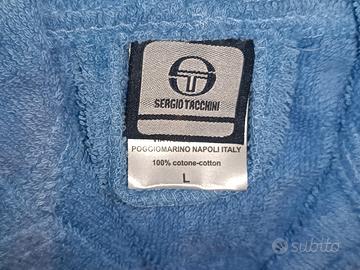 SERGIO TACCHINI
POGGIOMARINO NAPOLI ITALY
100% cotone-cotton
L
subito